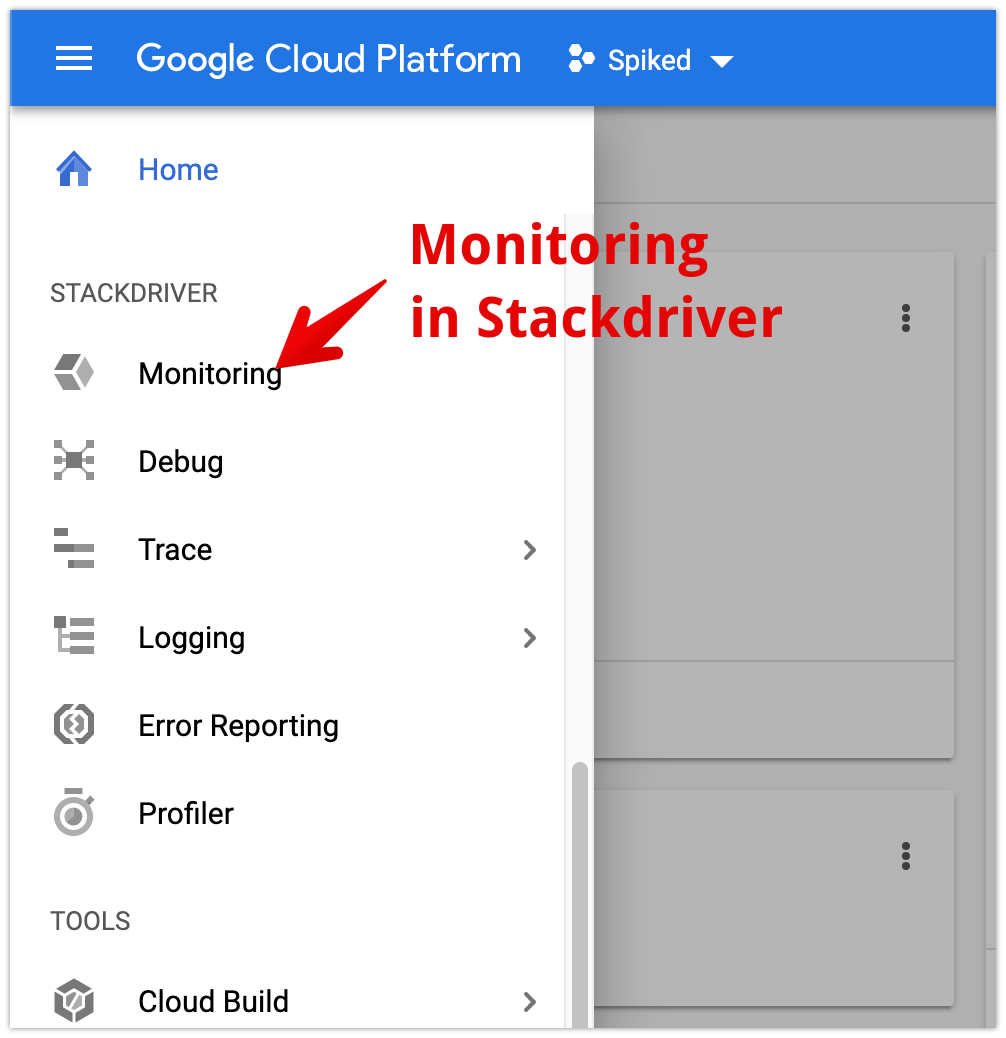 Google Cloud Platform Spiked
Home
Monitoring
in Stackdriver
STACKDRIVER
Monitoring
Debug
Trace
Logging
Error Reporting
Profiler
TOOLS
Cloud Build